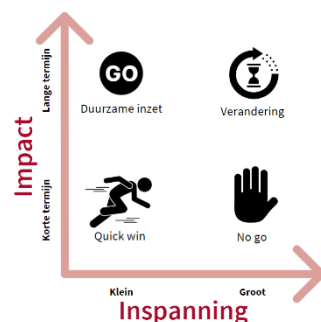 Impact
Lange termijn
Korte termijn
GO
Duurzame inzet
Verandering
Quick win
No go
Klein
Groot
Inspanning